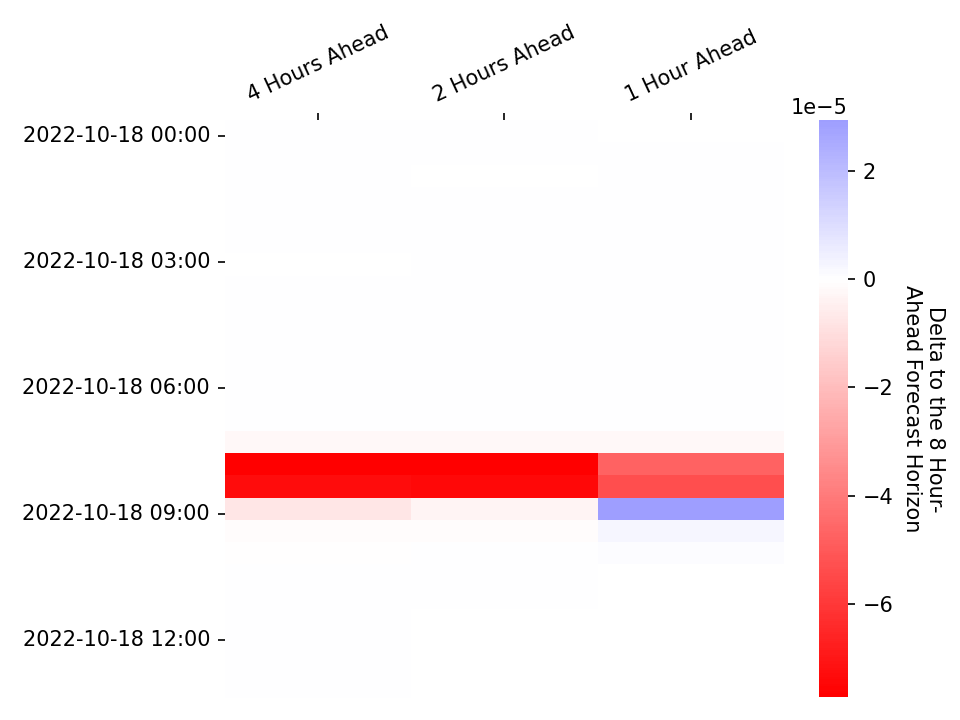 4 Hours Ahead
2 Hours Ahead
1 Hour Ahead
1e−5
2022-10-18 00:00
2022-10-18 03:00
2022-10-18 06:00
2022-10-18 09:00
2022-10-18 12:00
2
0
−2
−4
−6
Delta to the 8 Hour-
Ahead Forecast Horizon